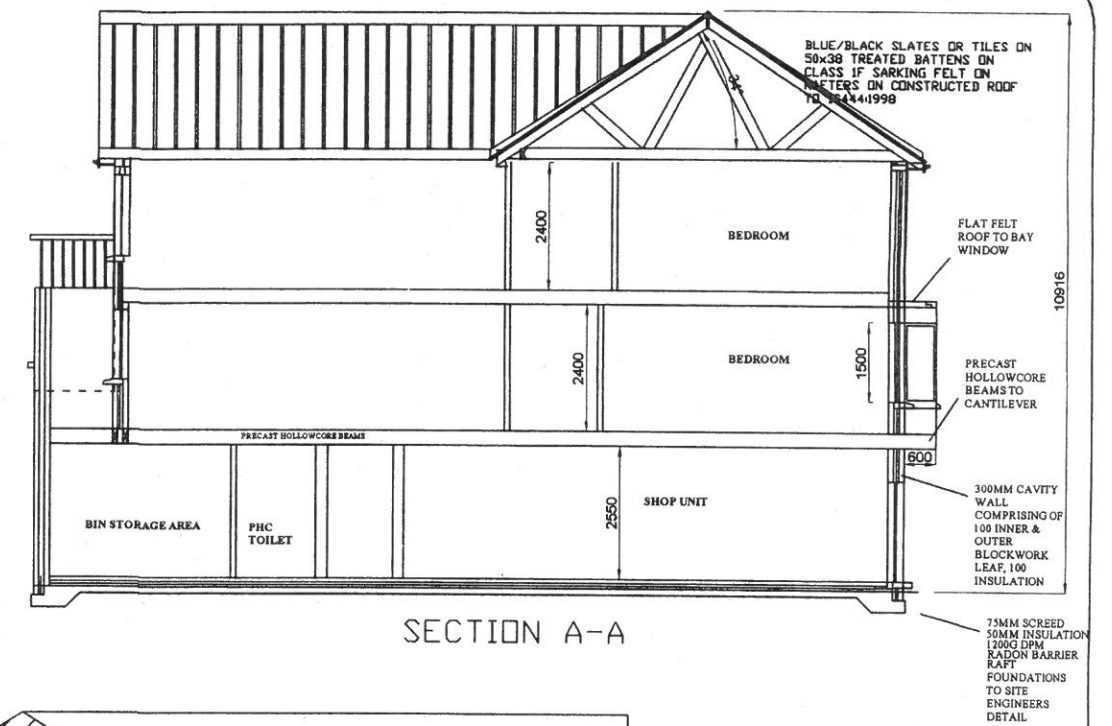 BLUE/BLACK SLATES OR TILES ON
50x38 TREATED BATTENS ON
CLASS 1F SARKING FELT ON
RAFTERS ON CONSTRUCTED ROOF
TO IS444:1998
34°
2400
BEDROOM
FLAT FELT
ROOF TO BAY
WINDOW
10916
2400
BEDROOM
1500
PRECAST
HOLLOWCORE
BEAMS TO
CANTILEVER
PRECAST HOLLOWCORE BEAMS
600
BIN STORAGE AREA
PHC
TOILET
2550
SHOP UNIT
300MM CAVITY
WALL
COMPRISING OF
100 INNER &
OUTER
BLOCKWORK
LEAF, 100
INSULATION
SECTION A-A
75MM SCREED
50MM INSULATION
1200G DPM
RADON BARRIER
RAFT
FOUNDATIONS
TO SITE
ENGINEERS
DETAIL